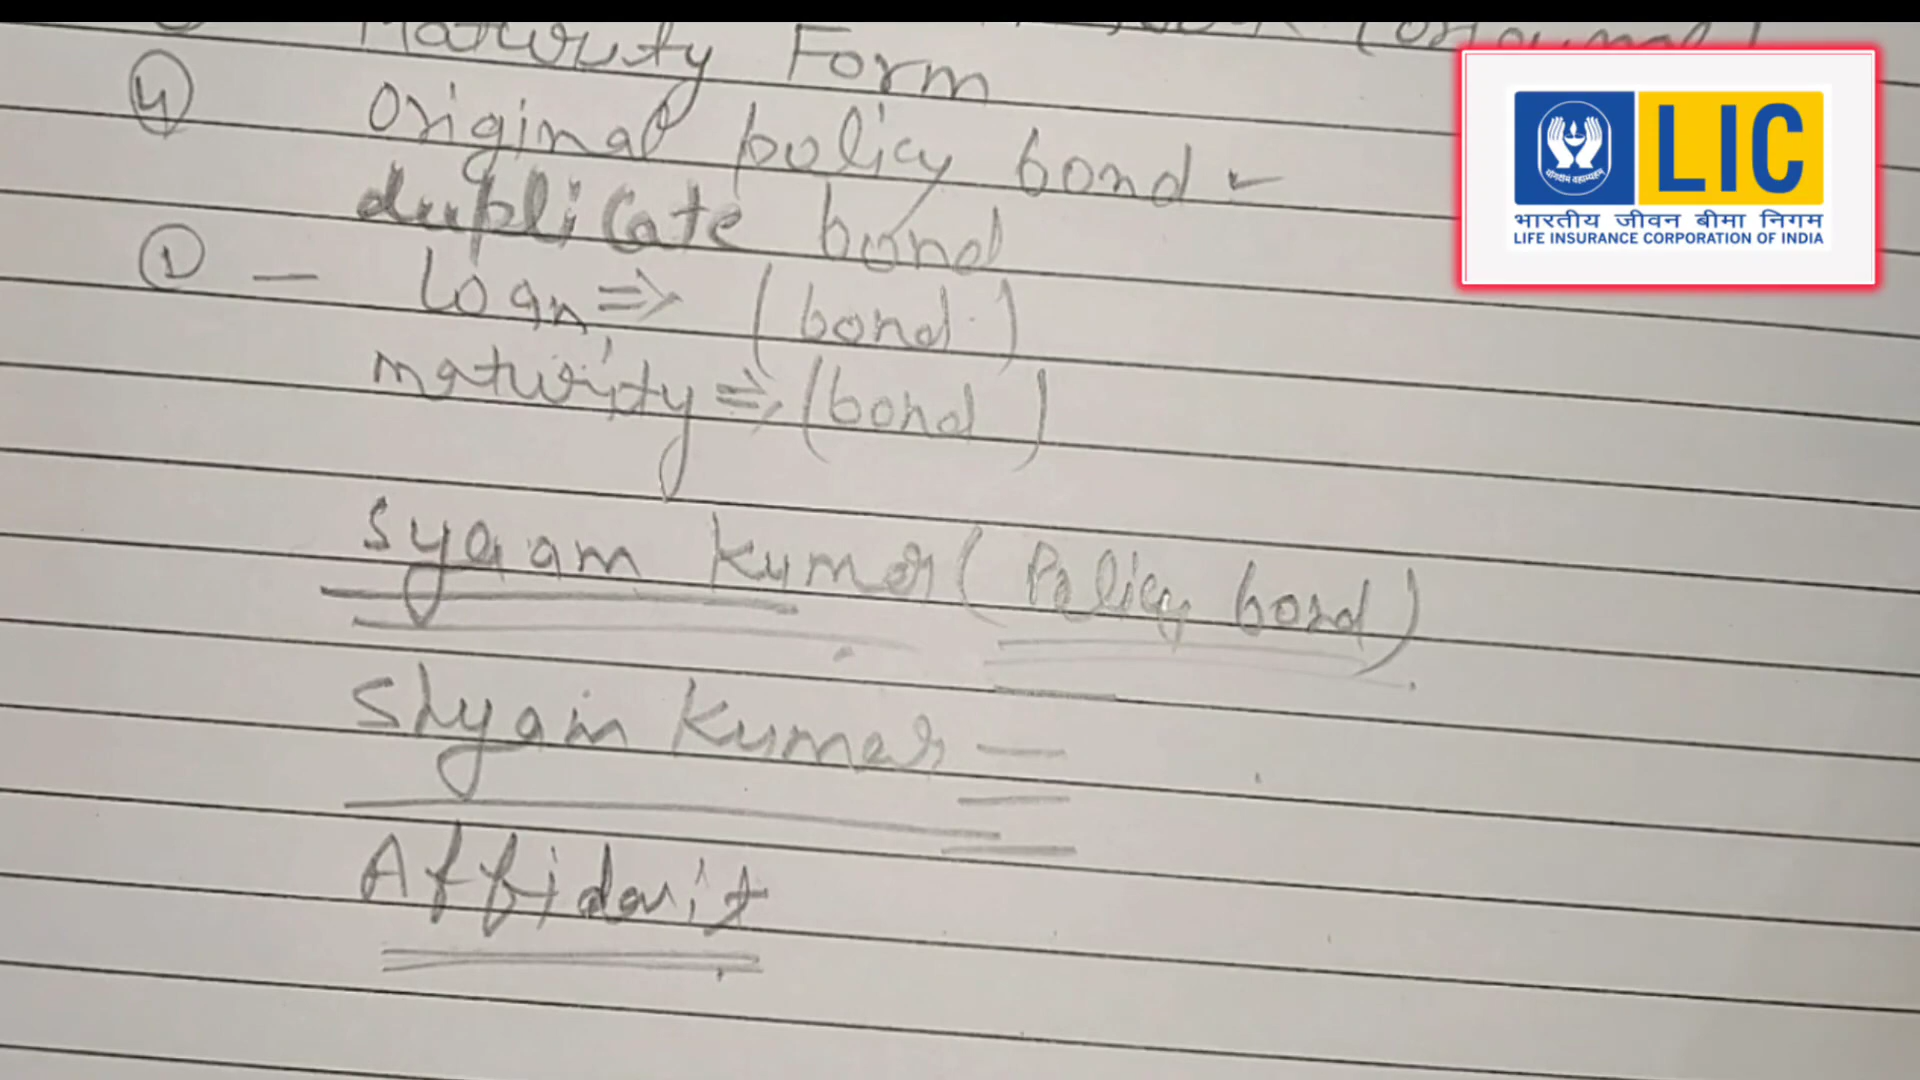 Maturity Form
④ Original policy bond
duplicate bond
① - Loan => (bond)
maturity => (bond)
Syaam Kumar (Policy bond)
Shyam Kumar
Affidavit
LIC
भारतीय जीवन बीमा निगम
LIFE INSURANCE CORPORATION OF INDIA